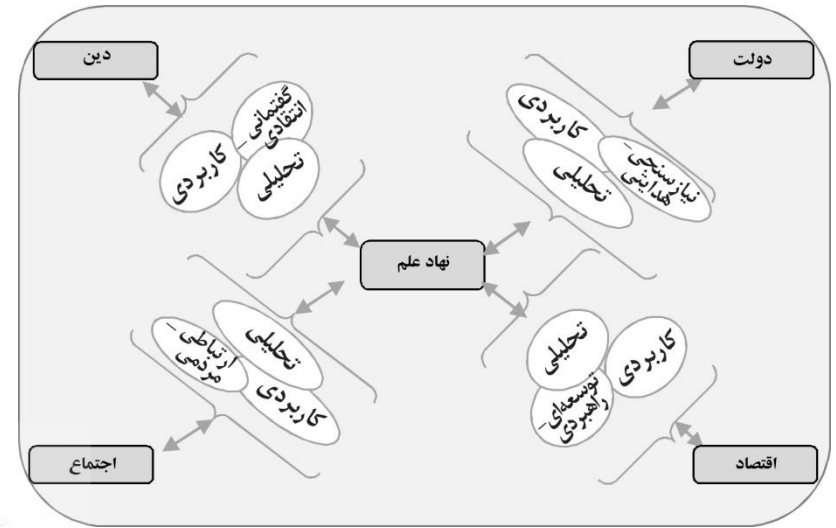 دولت
دین
کاربردی
نیازسنجی -
هدایتی
تحلیلی
گفتمانی -
انتقادی
کاربردی
تحلیلی
نهاد علم
کاربردی
تحلیلی
توسعه‌ای -
راهبردی
تحلیلی
ارتباطی -
مردمی
کاربردی
اقتصاد
اجتماع